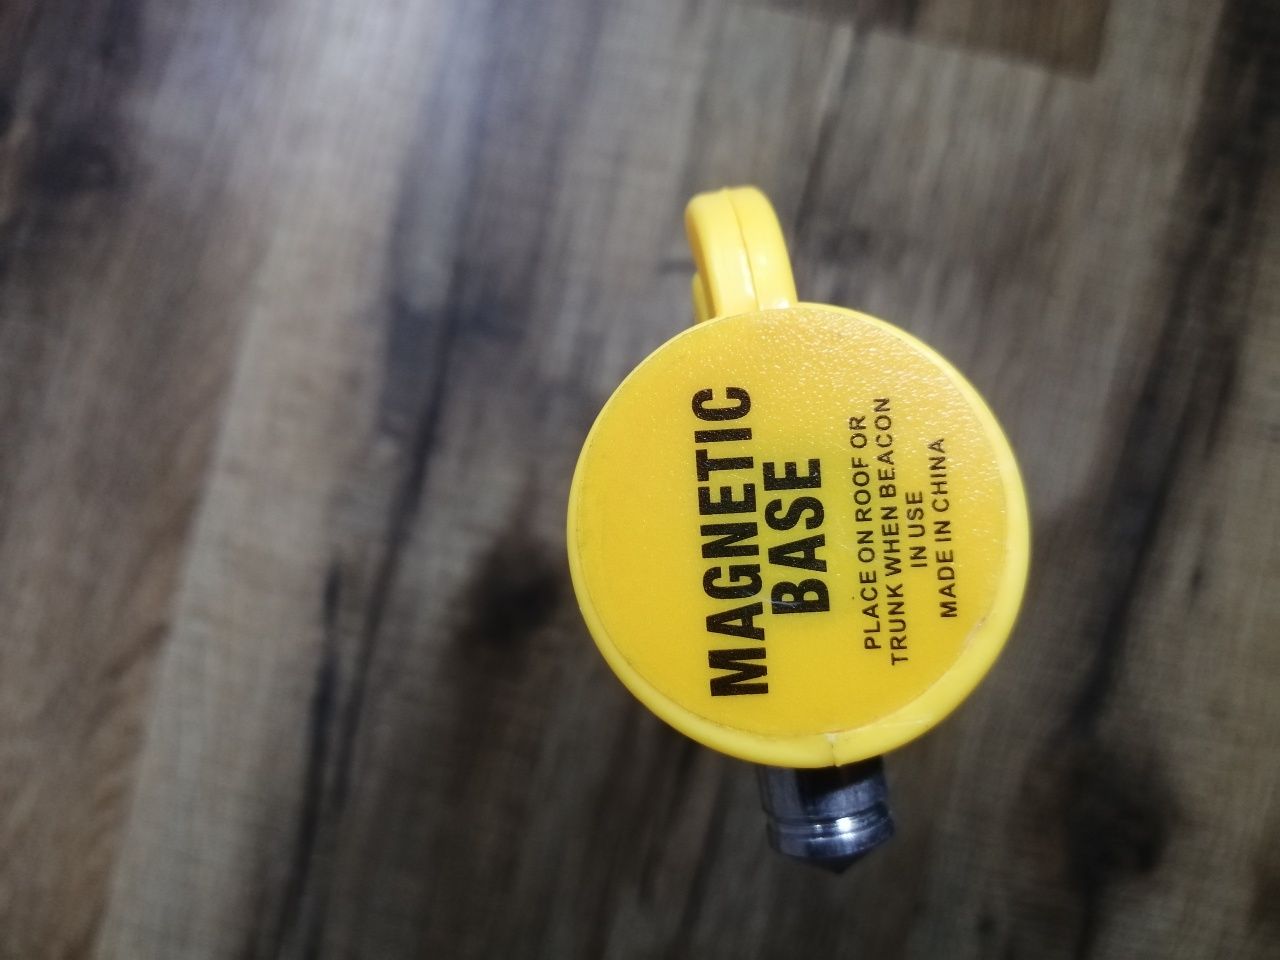 MAGNETIC
BASE
PLACE ON ROOF OR
TRUNK WHEN BEACON
IN USE
MADE IN CHINA